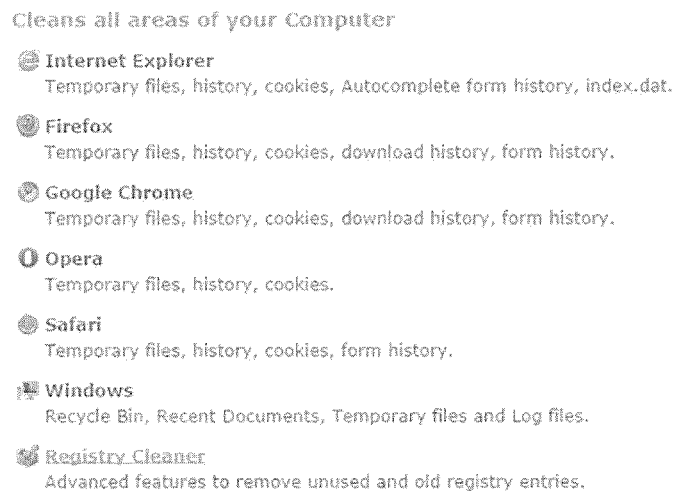 Cleans all areas of your Computer
Internet Explorer
Temporary files, history, cookies, Autocomplete form history, index.dat.
Firefox
Temporary files, history, cookies, download history, form history.
Google Chrome
Temporary files, history, cookies, download history, form history.
Opera
Temporary files, history, cookies.
Safari
Temporary files, history, cookies, form history.
Windows
Recycle Bin, Recent Documents, Temporary files and Log files.
Registry Cleaner
Advanced features to remove unused and old registry entries.